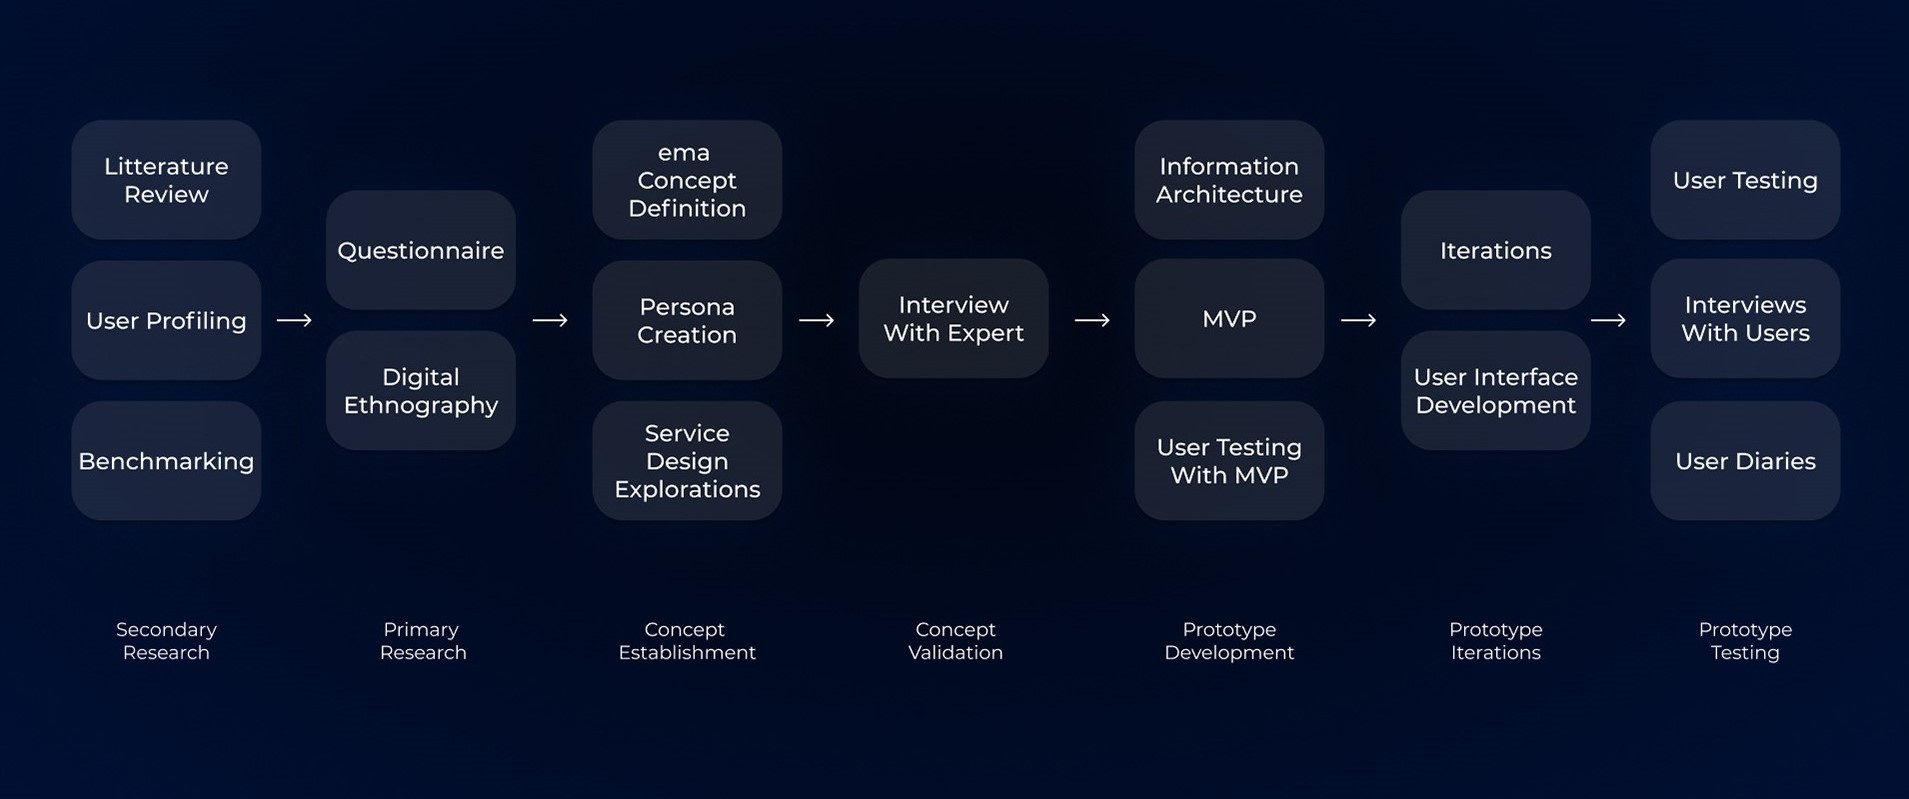 Litterature
Review
User Profiling
Benchmarking
Questionnaire
Digital
Ethnography
ema
Concept
Definition
Persona
Creation
Service
Design
Explorations
Interview
With Expert
Information
Architecture
MVP
User Testing
With MVP
Iterations
User Interface
Development
User Testing
Interviews
With Users
User Diaries
Secondary
Research
Primary
Research
Concept
Establishment
Concept
Validation
Prototype
Development
Prototype
Iterations
Prototype
Testing